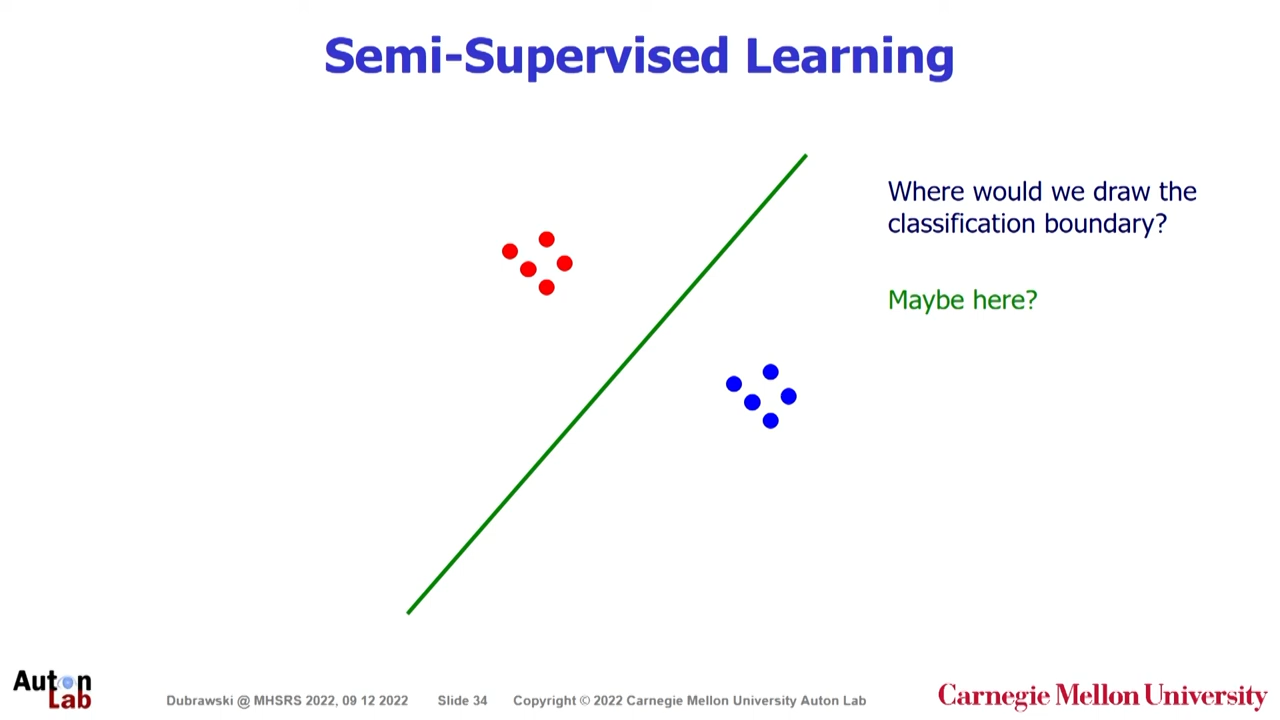 Semi-Supervised Learning
Where would we draw the
classification boundary?
Maybe here?
Auton
Lab
Dubrawski @ MHSRS 2022, 09 12 2022
Slide 34
Copyright © 2022 Carnegie Mellon University Auton Lab
Carnegie Mellon University